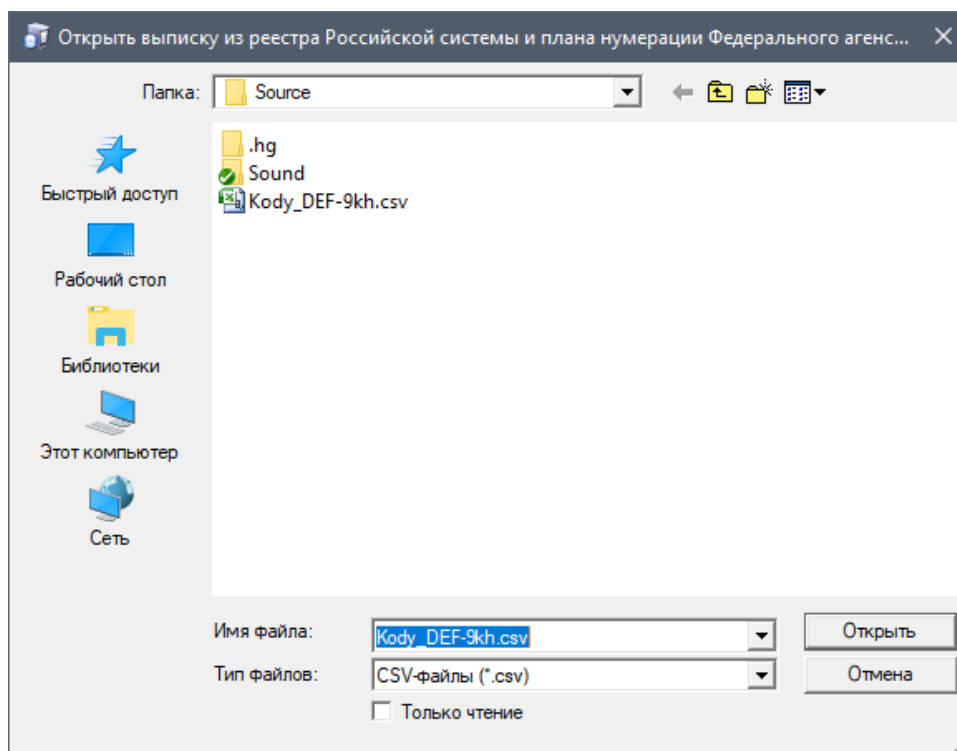 Открыть выписку из реестра Российской системы и плана нумерации Федерального агенс...
Папка: Source
.hg
Sound
Kody_DEF-9kh.csv
Быстрый доступ
Рабочий стол
Библиотеки
Этот компьютер
Сеть
Имя файла: Kody_DEF-9kh.csv Открыть
Тип файлов: CSV-файлы (*.csv) Отмена
Только чтение